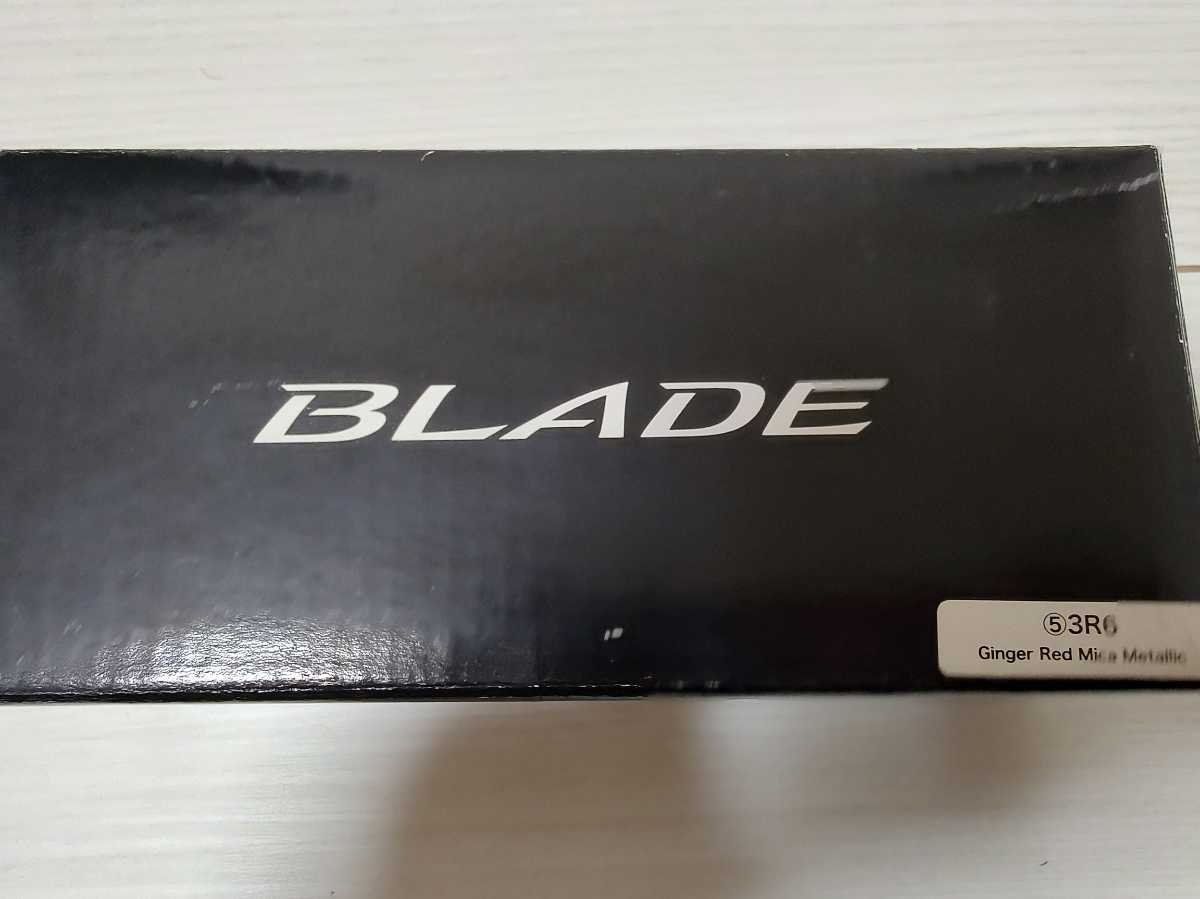 BLADE
⑤3R6
Ginger Red Mica Metallic